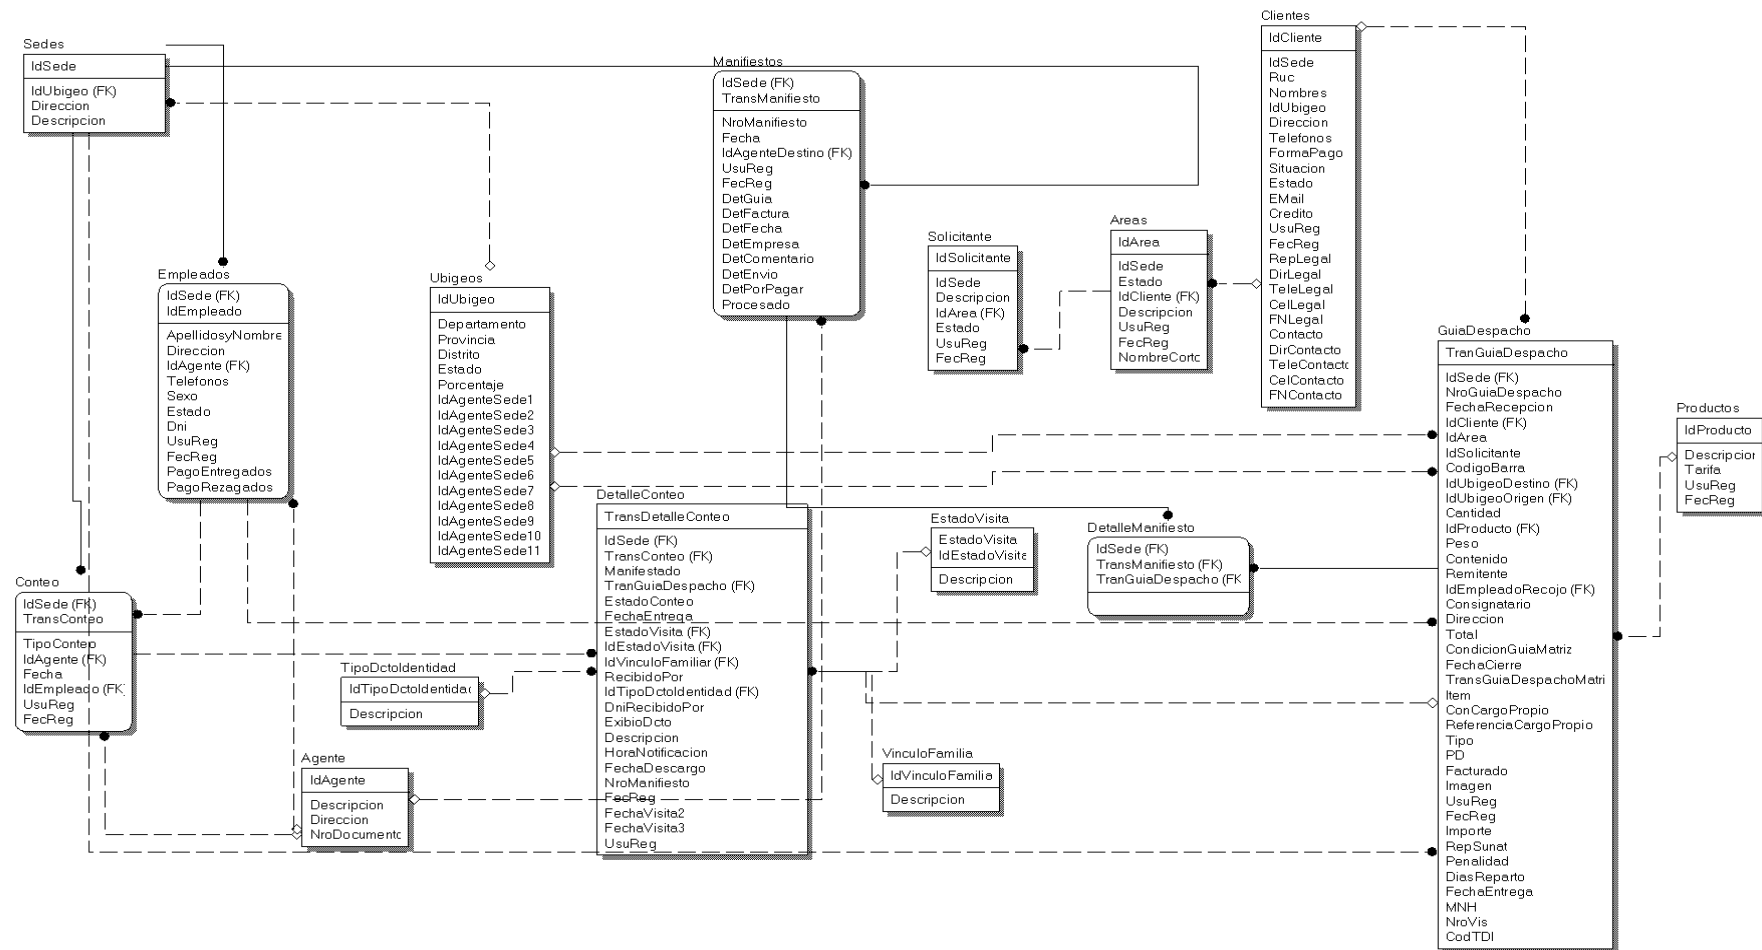 Sedes
IdSede
IdUbigeo (FK)
Direccion
Descripcion
Empleados
IdSede (FK)
IdEmpleado
ApellidosyNombre
Direccion
IdAgente (FK)
Telefonos
Sexo
Estado
Dni
UsuReg
FecReg
PagoEntregados
PagoRezagados
Conteo
IdSede (FK)
TransConteo
TipoConteo
IdAgente (FK)
Fecha
IdEmpleado (FK)
UsuReg
FecReg
Ubigeos
IdUbigeo
Departamento
Provincia
Distrito
Estado
Porcentaje
IdAgenteSede1
IdAgenteSede2
IdAgenteSede3
IdAgenteSede4
IdAgenteSede5
IdAgenteSede6
IdAgenteSede7
IdAgenteSede8
IdAgenteSede9
IdAgenteSede10
IdAgenteSede11
TipoDctoIdentidad
IdTipoDctoIdentidad
Descripcion
Agente
IdAgente
Descripcion
Direccion
NroDocumento
Manifiestos
IdSede (FK)
TransManifiesto
NroManifiesto
Fecha
IdAgenteDestino (FK)
UsuReg
FecReg
DetGuia
DetFactura
DetFecha
DetEmpresa
DetComentario
DetEnvio
DetPorPagar
Procesado
DetalleConteo
TransDetalleConteo
IdSede (FK)
TransConteo (FK)
Manifestado
TranGuiaDespacho (FK)
EstadoConteo
FechaEntrega
EstadoVisita (FK)
IdEstadoVisita (FK)
IdVinculoFamiliar (FK)
RecibidoPor
IdTipoDctoIdentidad (FK)
DniRecibidoPor
ExibioDcto
Descripcion
HoraNotificacion
FechaDescargo
NroManifiesto
FecReg
FechaVisita2
FechaVisita3
UsuReg
Solicitante
IdSolicitante
IdSede
Descripcion
IdArea (FK)
Estado
UsuReg
FecReg
Areas
IdArea
IdSede
Estado
IdCliente (FK)
Descripcion
UsuReg
FecReg
NombreCorto
EstadoVisita
EstadoVisita
IdEstadoVisita
Descripcion
VinculoFamilia
IdVinculoFamilia
Descripcion
DetalleManifiesto
IdSede (FK)
TransManifiesto (FK)
TranGuiaDespacho (FK
Clientes
IdCliente
IdSede
Ruc
Nombres
IdUbigeo
Direccion
Telefonos
FormaPago
Situacion
Estado
EMail
Credito
UsuReg
FecReg
RepLegal
DirLegal
TeleLegal
CelLegal
FNLegal
Contacto
DirContacto
TeleContacto
CelContacto
FNContacto
GuiaDespacho
TranGuiaDespacho
IdSede (FK)
NroGuiaDespacho
FechaRecepcion
IdCliente (FK)
IdArea
IdSolicitante
CodigoBarra
IdUbigeoDestino (FK)
IdUbigeoOrigen (FK)
Cantidad
IdProducto (FK)
Peso
Contenido
Remitente
IdEmpleadoRecojo (FK)
Consignatario
Direccion
Total
CondicionGuiaMatriz
FechaCierre
TransGuiaDespachoMatri
Item
ConCargoPropio
ReferenciaCargoPropio
Tipo
PD
Facturado
Imagen
UsuReg
FecReg
Importe
RepSunat
Penalidad
DiasReparto
FechaEntrega
MNH
NroVis
CodTDI
Productos
IdProducto
Descripcion
Tarifa
UsuReg
FecReg